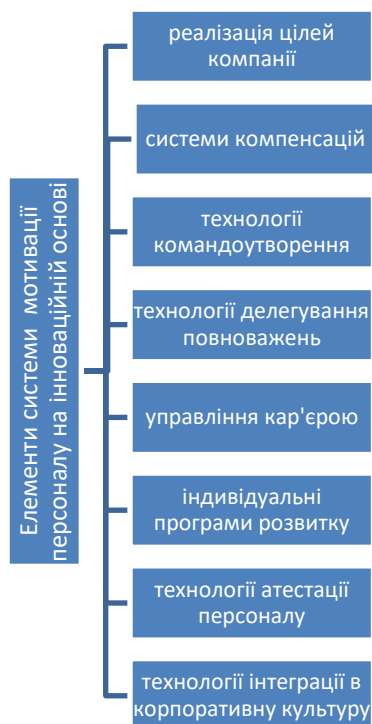 Елементи системи мотивації
персоналу на інноваційній основі
реалізація цілей
компанії
системи компенсацій
технології
командоутворення
технології делегування
повноважень
управління кар'єрою
індивідуальні
програми розвитку
технології атестації
персоналу
технології інтеграції в
корпоративну культуру